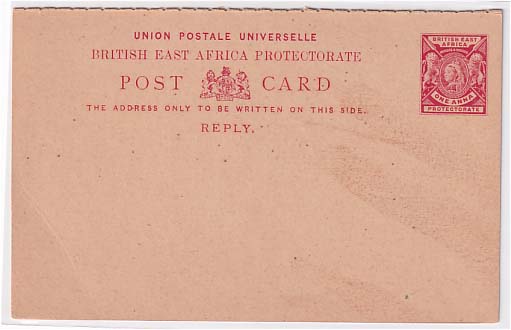 UNION POSTALE UNIVERSELLE
BRITISH EAST AFRICA PROTECTORATE
POST CARD
THE ADDRESS ONLY TO BE WRITTEN ON THIS SIDE.
REPLY.
BRITISH EAST
AFRICA
ONE ANNA
PROTECTORATE